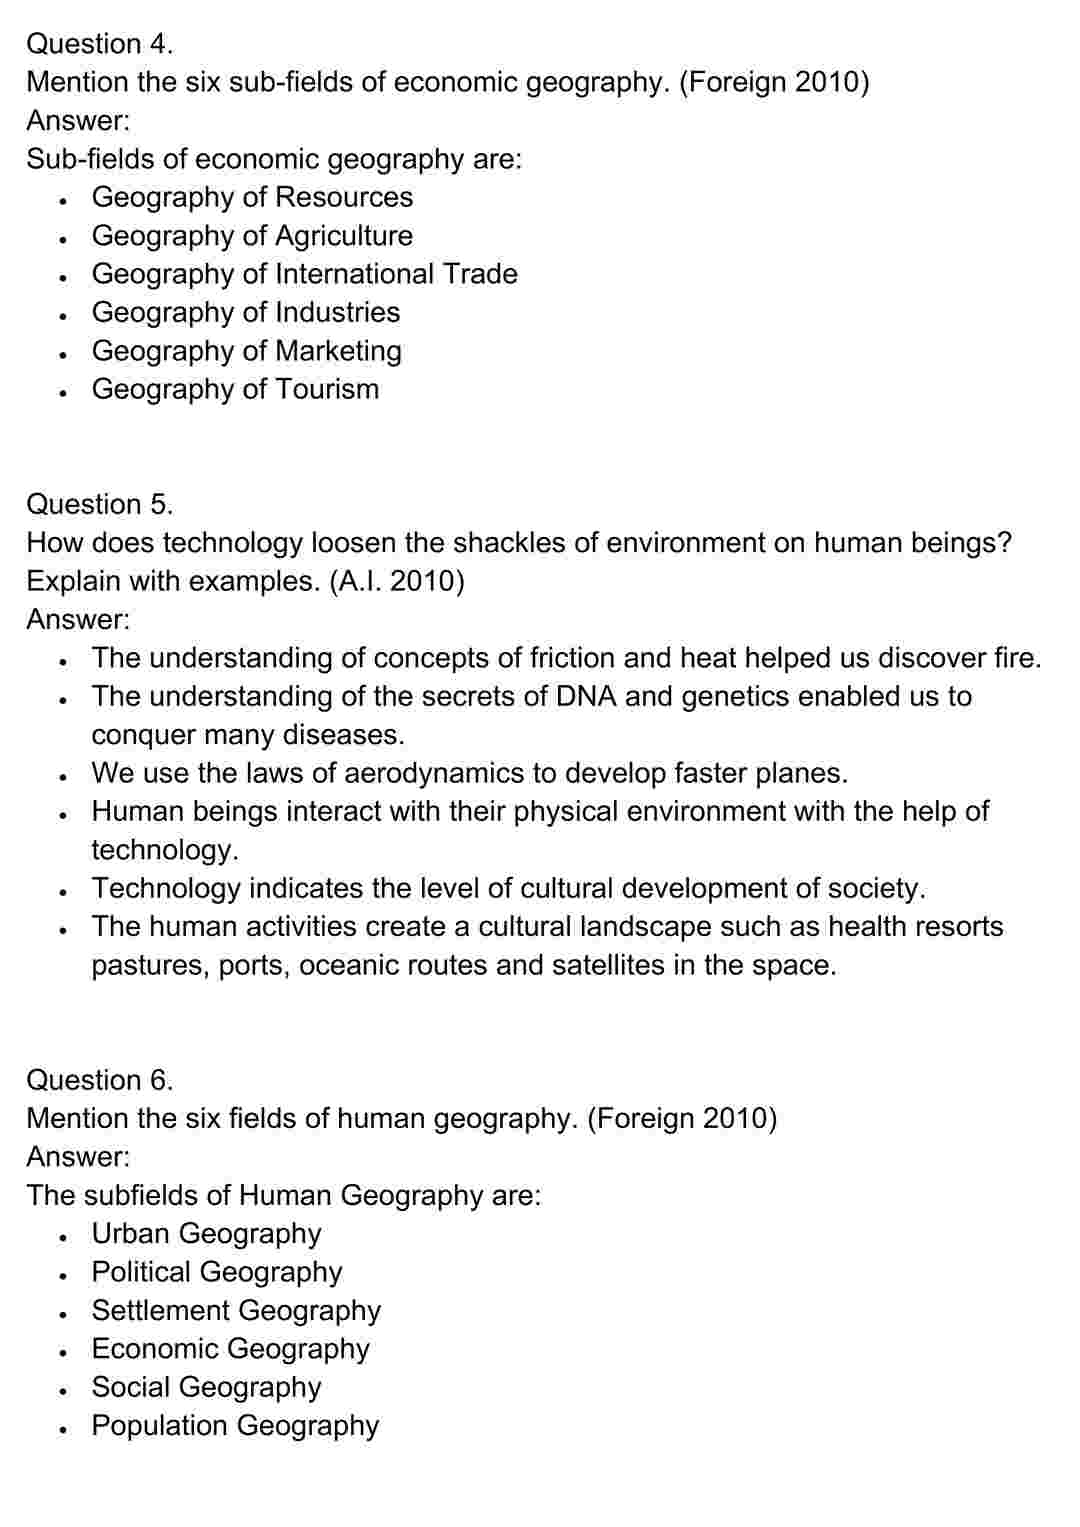 Question 4.
Mention the six sub-fields of economic geography. (Foreign 2010)
Answer:
Sub-fields of economic geography are:
• Geography of Resources
• Geography of Agriculture
• Geography of International Trade
• Geography of Industries
• Geography of Marketing
• Geography of Tourism
Question 5.
How does technology loosen the shackles of environment on human beings?
Explain with examples. (A.I. 2010)
Answer:
• The understanding of concepts of friction and heat helped us discover fire.
• The understanding of the secrets of DNA and genetics enabled us to
conquer many diseases.
• We use the laws of aerodynamics to develop faster planes.
• Human beings interact with their physical environment with the help of
technology.
• Technology indicates the level of cultural development of society.
• The human activities create a cultural landscape such as health resorts
pastures, ports, oceanic routes and satellites in the space.
Question 6.
Mention the six fields of human geography. (Foreign 2010)
Answer:
The subfields of Human Geography are:
• Urban Geography
• Political Geography
• Settlement Geography
• Economic Geography
• Social Geography
• Population Geography